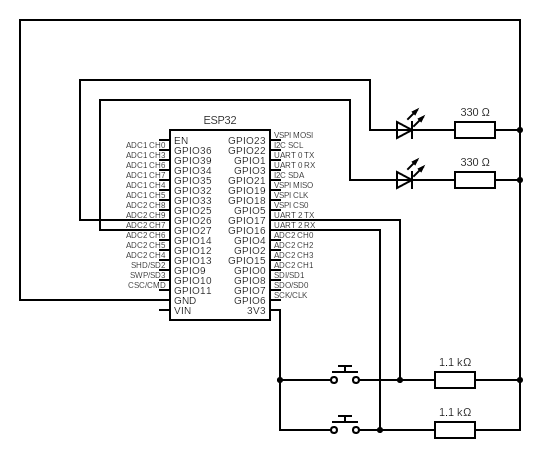 330 Ω
330 Ω
ESP32
EN
ADC1 CH0 GPIO36
ADC1 CH3 GPIO39
ADC1 CH6 GPIO34
ADC1 CH7 GPIO35
ADC1 CH4 GPIO32
ADC1 CH5 GPIO33
ADC2 CH8 GPIO25
ADC2 CH9 GPIO26
ADC2 CH7 GPIO27
ADC2 CH6 GPIO14
ADC2 CH5 GPIO12
ADC2 CH4 GPIO13
SHD/SD2 GPIO9
SWP/SD3 GPIO10
CSC/CMD GPIO11
GND
VIN
GPIO23 VSPI MOSI
GPIO22 I2C SCL
GPIO1 UART 0 TX
GPIO3 UART 0 RX
GPIO21 I2C SDA
GPIO19 VSPI MISO
GPIO18 VSPI CLK
GPIO5 VSPI CS0
GPIO17 UART 2 TX
GPIO16 UART 2 RX
GPIO4 ADC2 CH0
GPIO2 ADC2 CH2
GPIO15 ADC2 CH3
GPIO0 ADC2 CH1
GPIO8 SDI/SD1
GPIO7 SDO/SD0
GPIO6 SCK/CLK
3V3
1.1 kΩ
1.1 kΩ